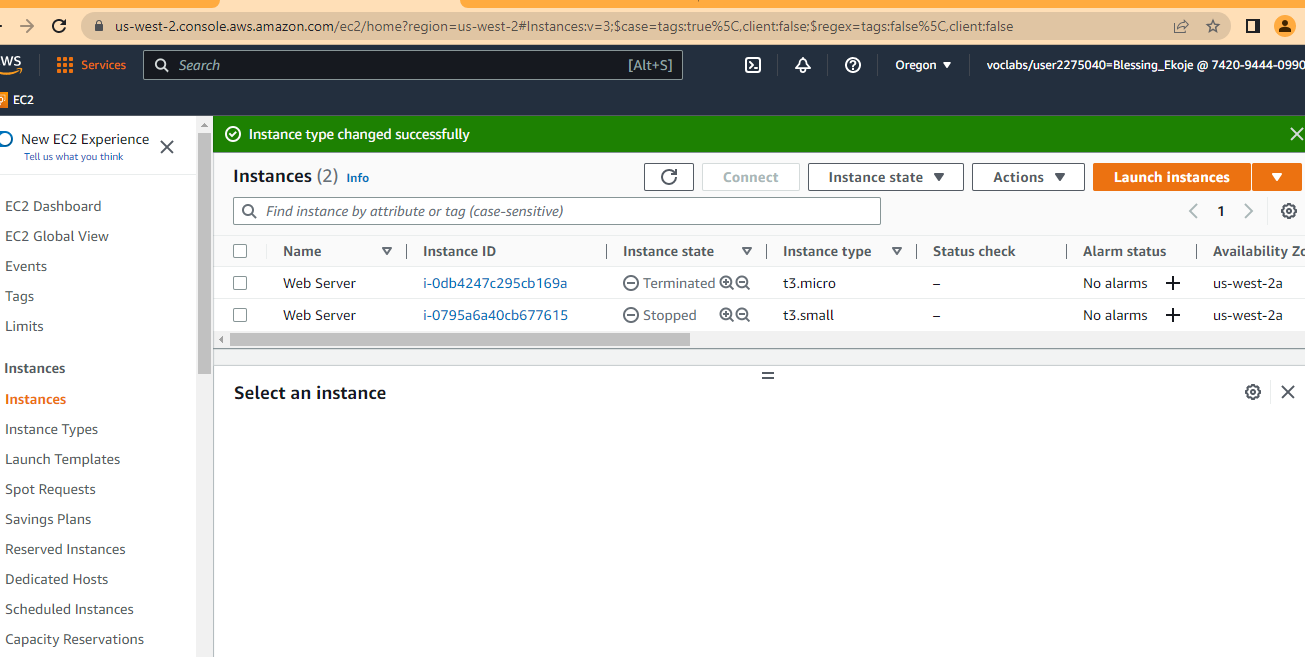 us-west-2.console.aws.amazon.com/ec2/home?region=us-west-2#Instances:v=3;$case=tags:true%5C,client:false;$regex=tags:false%5C,client:false
Services
Search
[Alt+S]
Oregon
voclabs/user2275040=Blessing_Ekoje @ 7420-9444-0990
EC2
New EC2 Experience
Tell us what you think
Instance type changed successfully
Instances (2) Info
Connect
Instance state
Actions
Launch instances
EC2 Dashboard
EC2 Global View
Events
Tags
Limits
Instances
Instances
Instance Types
Launch Templates
Spot Requests
Savings Plans
Reserved Instances
Dedicated Hosts
Scheduled Instances
Capacity Reservations
Find instance by attribute or tag (case-sensitive)
1
Name Instance ID Instance state Instance type Status check Alarm status Availability Zo
Web Server i-0db4247c295cb169a Terminated t3.micro – No alarms + us-west-2a
Web Server i-0795a6a40cb677615 Stopped t3.small – No alarms + us-west-2a
Select an instance